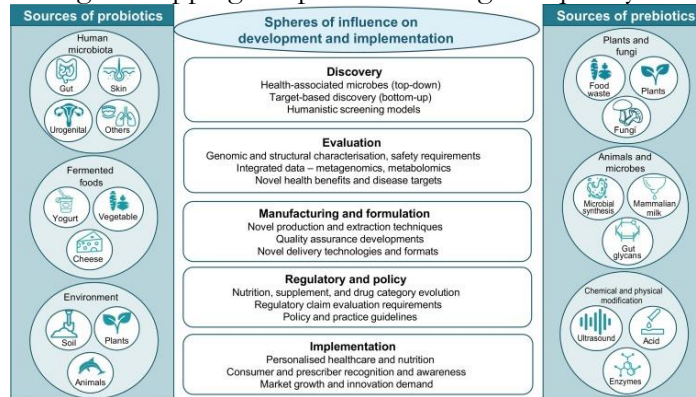 Sources of probiotics
Human
microbiota
Gut
Skin
Urogenital
Others
Fermented
foods
Yogurt
Vegetable
Cheese
Environment
Soil
Plants
Animals
Spheres of influence on
development and implementation
Discovery
Health-associated microbes (top-down)
Target-based discovery (bottom-up)
Humanistic screening models
Evaluation
Genomic and structural characterisation, safety requirements
Integrated data – metagenomics, metabolomics
Novel health benefits and disease targets
Manufacturing and formulation
Novel production and extraction techniques
Quality assurance developments
Novel delivery technologies and formats
Regulatory and policy
Nutrition, supplement, and drug category evolution
Regulatory claim evaluation requirements
Policy and practice guidelines
Implementation
Personalised healthcare and nutrition
Consumer and prescriber recognition and awareness
Market growth and innovation demand
Sources of prebiotics
Plants and
fungi
Food
waste
Plants
Fungi
Animals and
microbes
Microbial
synthesis
Mammalian
milk
Gut
glycans
Chemical and physical
modification
Ultrasound
Acid
Enzymes